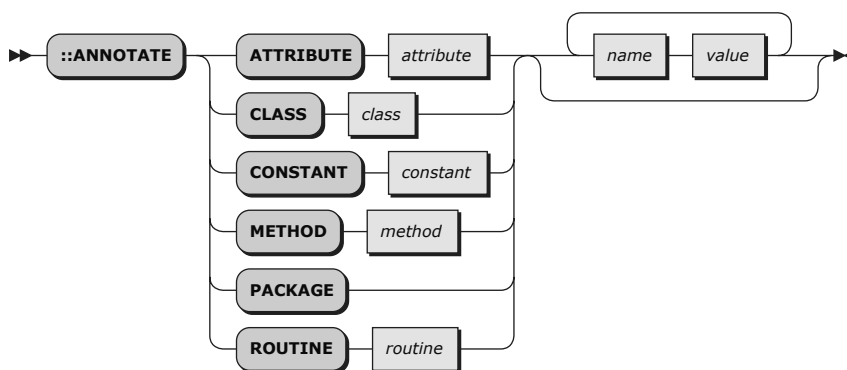 ::ANNOTATE ATTRIBUTE attribute name value
CLASS class
CONSTANT constant
METHOD method
PACKAGE
ROUTINE routine